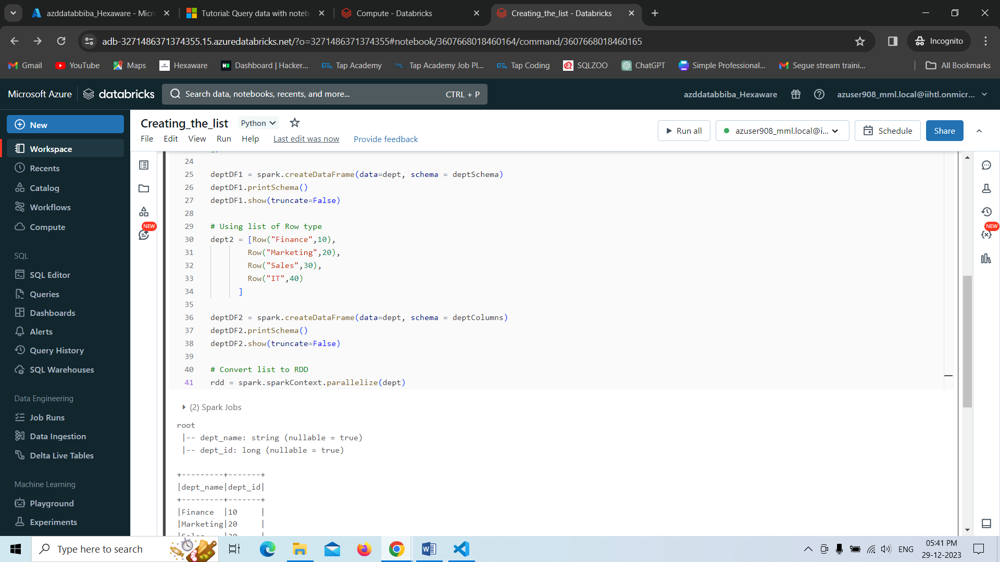 azddatabbiba_Hexaware - Micr
Tutorial: Query data with noteb
Compute - Databricks
Creating_the_list - Databricks
adb-3271486371374355.15.azuredatabricks.net/?o=3271486371374355#notebook/3607668018460164/command/3607668018460165
Incognito
Gmail
YouTube
Maps
Hexaware
Dashboard | Hacker...
Tap Academy
Tap Academy Job Pl...
Tap Coding
SQLZOO
ChatGPT
Simple Professional...
Segue stream traini...
All Bookmarks
Microsoft Azure
databricks
Search data, notebooks, recents, and more...
CTRL + P
azddatabbiba_Hexaware
azuser908_mml.local@iihtl.onmicr...
New
Workspace
Recents
Catalog
Workflows
Compute
SQL
SQL Editor
Queries
Dashboards
Alerts
Query History
SQL Warehouses
Data Engineering
Job Runs
Data Ingestion
Delta Live Tables
Machine Learning
Playground
Experiments
Creating_the_list
Python
File Edit View Run Help Last edit was now Provide feedback
Run all
azuser908_mml.local@i...
Schedule
Share
NEW
NEW
24
25 deptDF1 = spark.createDataFrame(data=dept, schema = deptSchema)
26 deptDF1.printSchema()
27 deptDF1.show(truncate=False)
28
29 # Using list of Row type
30 dept2 = [Row("Finance",10),
31 Row("Marketing",20),
32 Row("Sales",30),
33 Row("IT",40)
34 ]
35
36 deptDF2 = spark.createDataFrame(data=dept, schema = deptColumns)
37 deptDF2.printSchema()
38 deptDF2.show(truncate=False)
39
40 # Convert list to RDD
41 rdd = spark.sparkContext.parallelize(dept)
(2) Spark Jobs
root
|-- dept_name: string (nullable = true)
|-- dept_id: long (nullable = true)
+---------+-------+
|dept_name|dept_id|
+---------+-------+
|Finance |10 |
|Marketing|20 |
Type here to search
ENG
05:41 PM
29-12-2023